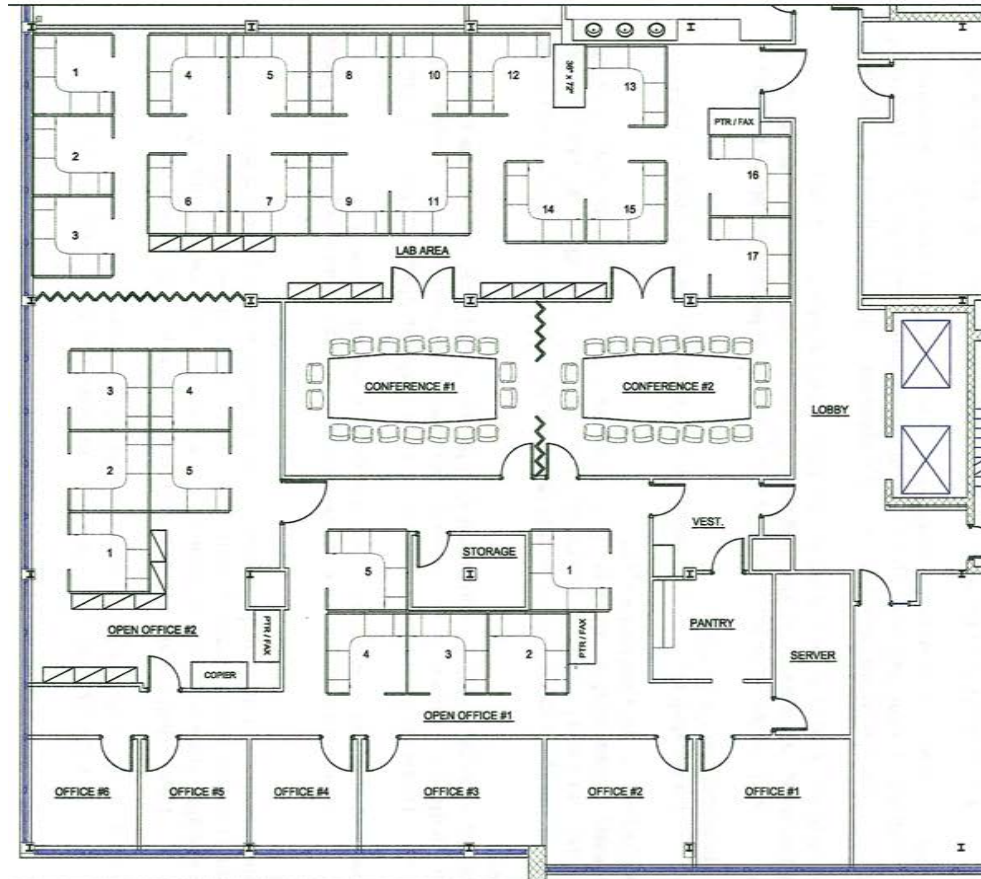 1
4
5
8
10
12
36" x 72"
13
PTR / FAX
2
16
6
7
9
11
14
15
3
17
LAB AREA
CONFERENCE #1
CONFERENCE #2
LOBBY
3
4
2
5
1
VEST.
STORAGE
5
1
OPEN OFFICE #2
PTR / FAX
COPIER
4
3
2
PTR / FAX
PANTRY
SERVER
OPEN OFFICE #1
OFFICE #6
OFFICE #5
OFFICE #4
OFFICE #3
OFFICE #2
OFFICE #1